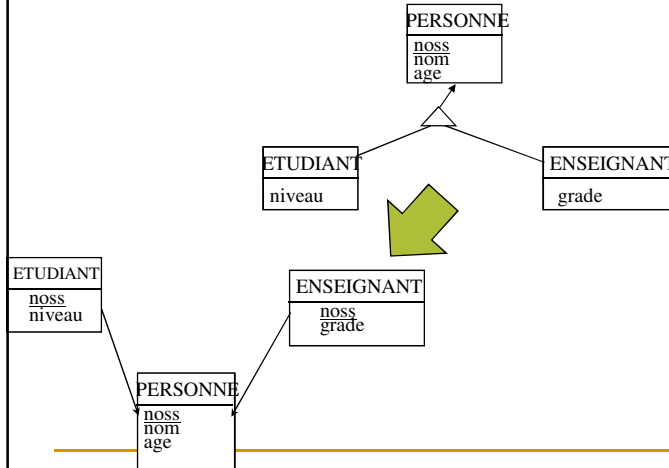 PERSONNE
noss
nom
age
ETUDIANT
niveau
ENSEIGNANT
grade
ETUDIANT
noss
niveau
ENSEIGNANT
noss
grade
PERSONNE
noss
nom
age